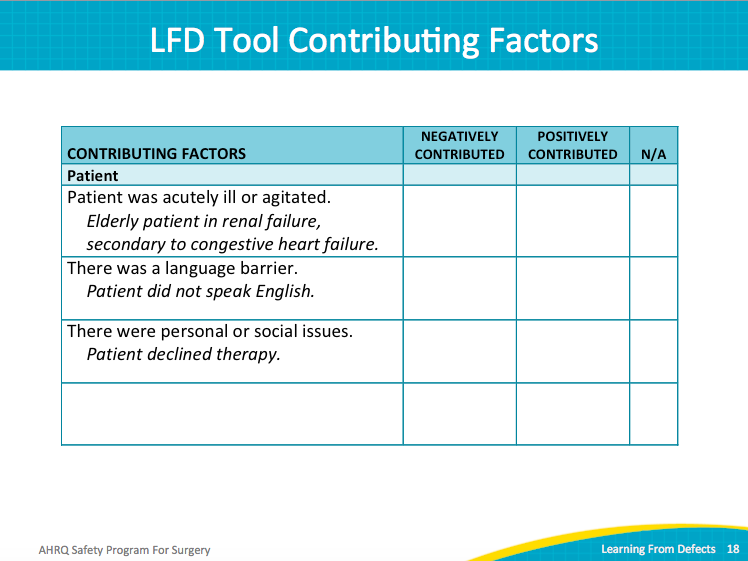 LFD Tool Contributing Factors
CONTRIBUTING FACTORS
NEGATIVELY
CONTRIBUTED
POSITIVELY
CONTRIBUTED
N/A
Patient
Patient was acutely ill or agitated.
Elderly patient in renal failure,
secondary to congestive heart failure.
There was a language barrier.
Patient did not speak English.
There were personal or social issues.
Patient declined therapy.
AHRQ Safety Program For Surgery
Learning From Defects 18